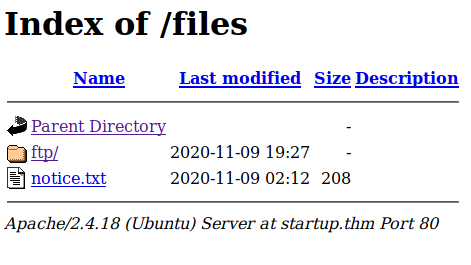 Index of /files
Name Last modified Size Description
Parent Directory -
ftp/ 2020-11-09 19:27 -
notice.txt 2020-11-09 02:12 208
Apache/2.4.18 (Ubuntu) Server at startup.thm Port 80